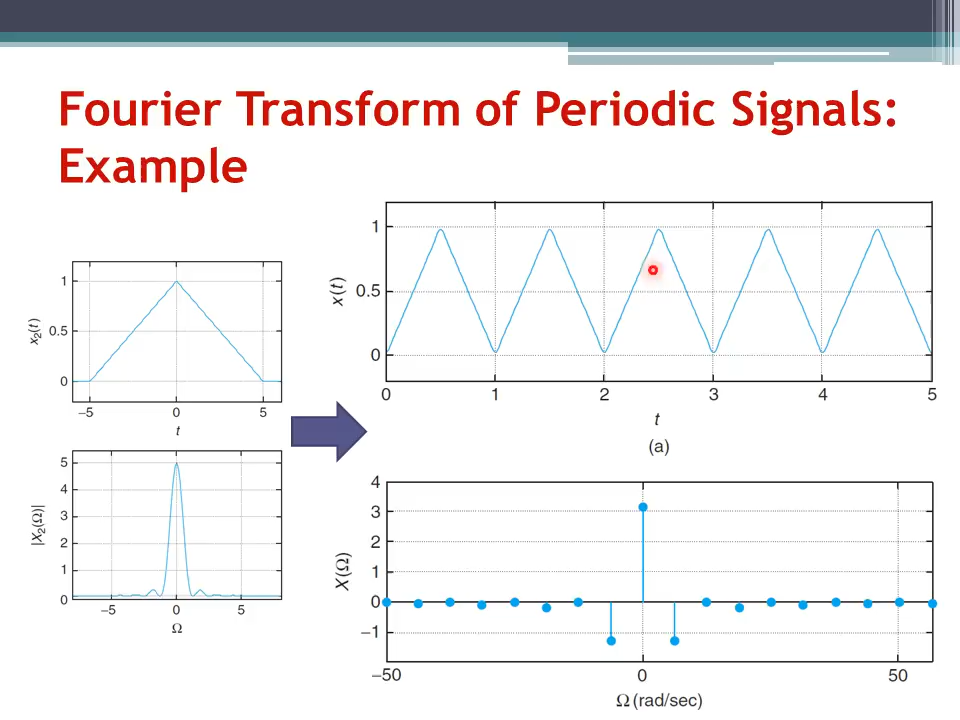 Fourier Transform of Periodic Signals:
Example
1
0.5
0
x₂(t)
−5 0 5
t
5
4
3
2
1
0
|X₂(Ω)|
−5 0 5
Ω
1
0.5
0
x(t)
0 1 2 3 4 5
t
(a)
4
3
2
1
0
−1
X(Ω)
−50 0 50
Ω (rad/sec)